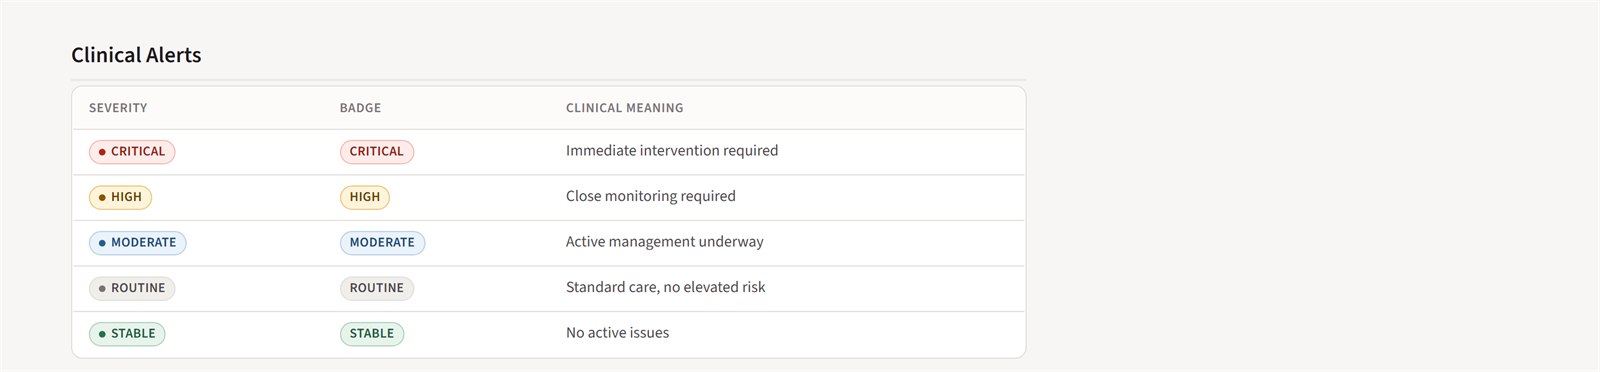 Clinical Alerts
SEVERITY BADGE CLINICAL MEANING
CRITICAL CRITICAL Immediate intervention required
HIGH HIGH Close monitoring required
MODERATE MODERATE Active management underway
ROUTINE ROUTINE Standard care, no elevated risk
STABLE STABLE No active issues